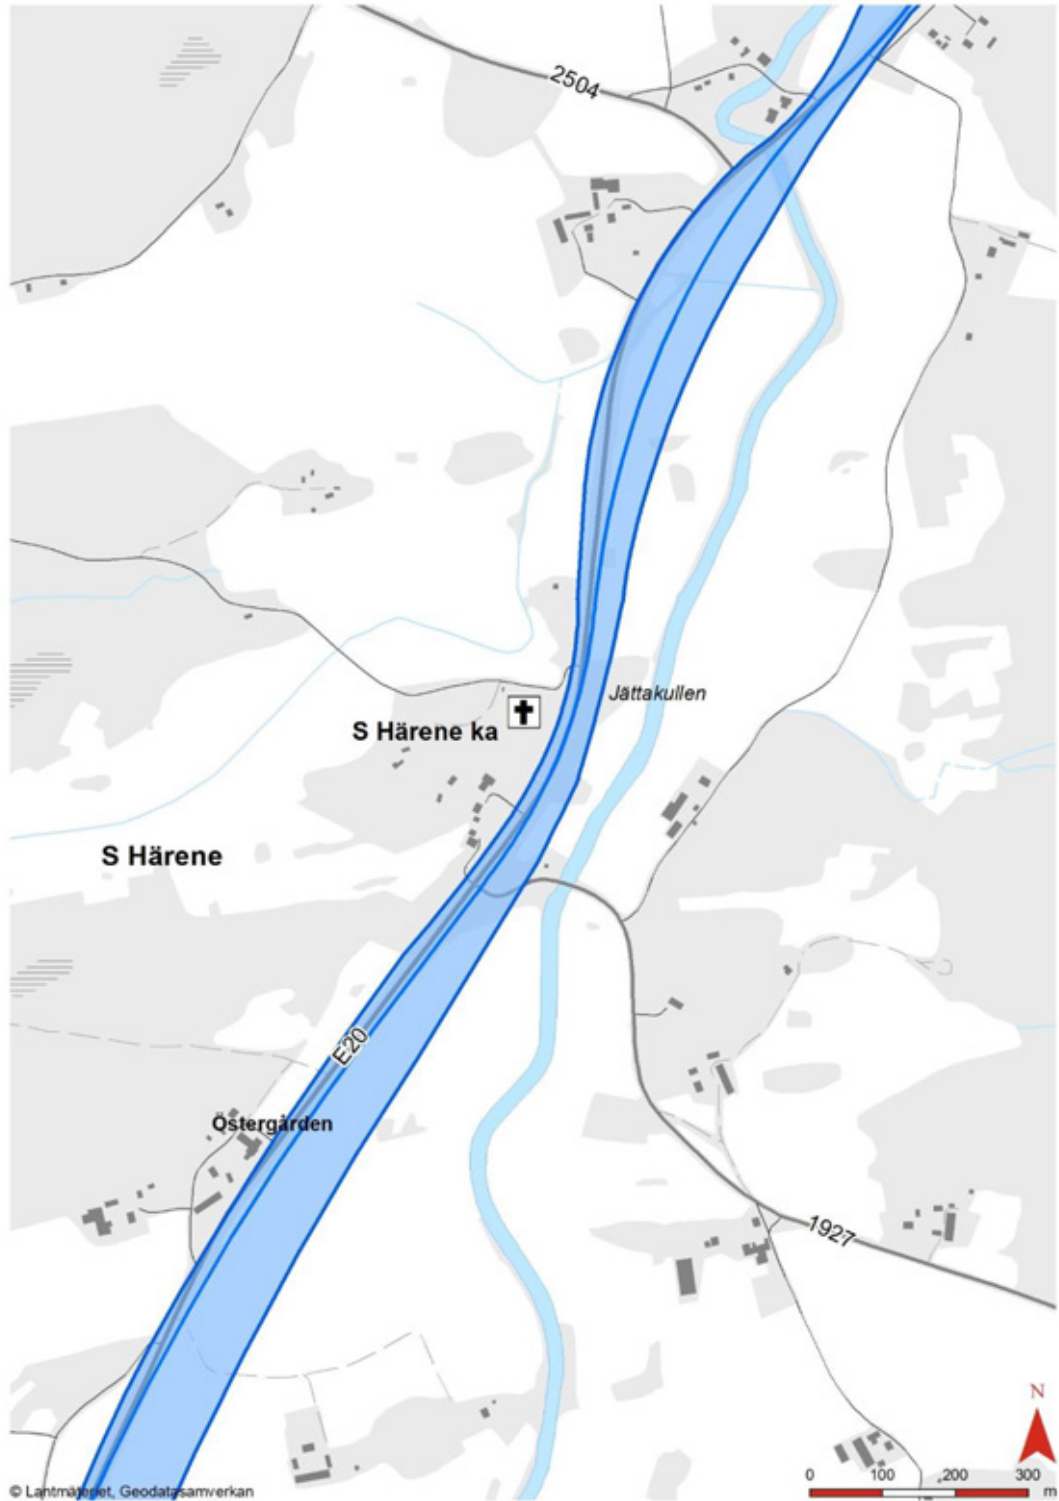 2504
Jättakullen
S Härene ka
S Härene
E20
Östergården
1927
N
0 100 200 300
m
© Lantmäteriet, Geodatasamverkan